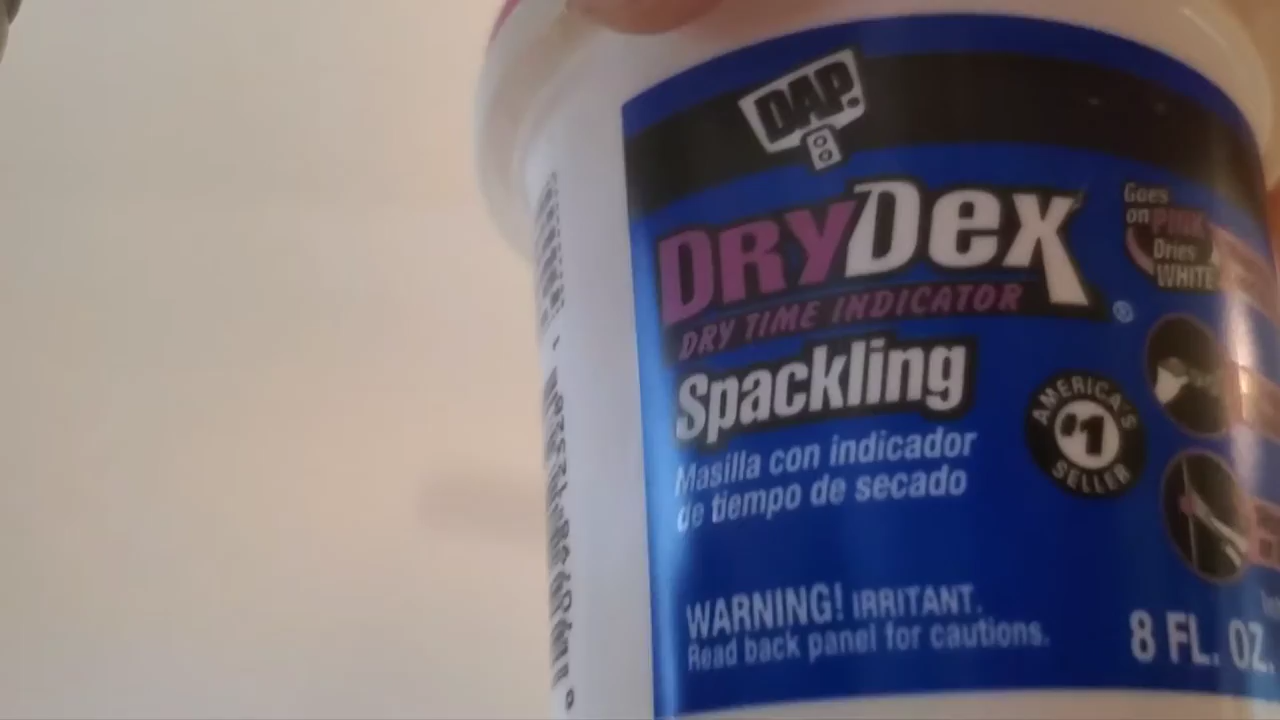 DAP.
DRYDex®
DRY TIME INDICATOR
Spackling
Masilla con indicador
de tiempo de secado
Goes
on PINK
Dries
WHITE
AMERICA'S
#1
SELLER
WARNING! IRRITANT.
Read back panel for cautions.
8 FL. OZ.